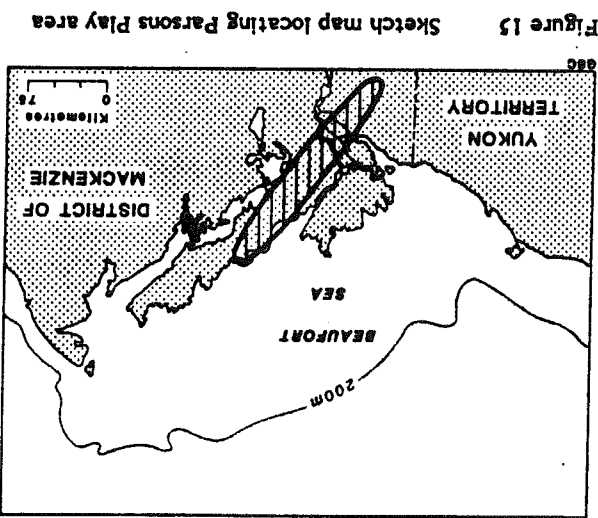 200m
BEAUFORT
SEA
DISTRICT OF
MACKENZIE
YUKON
TERRITORY
Kilometres
0 75
GSC
Figure 15 Sketch map locating Parsons Play area